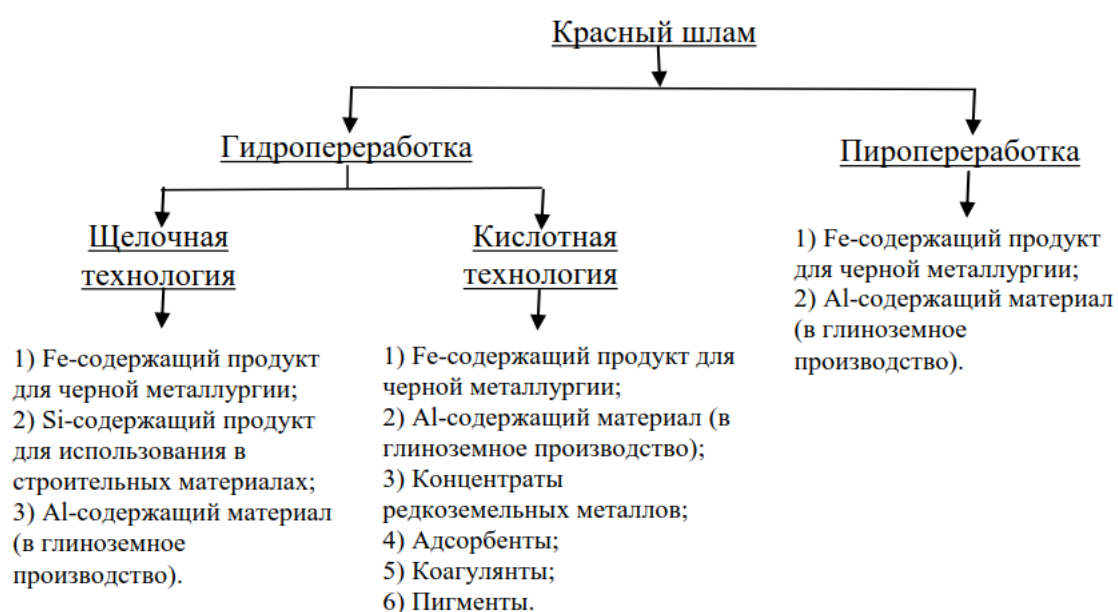 Красный шлам
Гидропереработка
Щелочная
технология
1) Fe-содержащий продукт
для черной металлургии;
2) Si-содержащий продукт
для использования в
строительных материалах;
3) Al-содержащий материал
(в глиноземное
производство).
Кислотная
технология
1) Fe-содержащий продукт для
черной металлургии;
2) Al-содержащий материал (в
глиноземное производство);
3) Концентраты
редкоземельных металлов;
4) Адсорбенты;
5) Коагулянты;
6) Пигменты.
Пиропереработка
1) Fe-содержащий продукт
для черной металлургии;
2) Al-содержащий материал
(в глиноземное
производство).